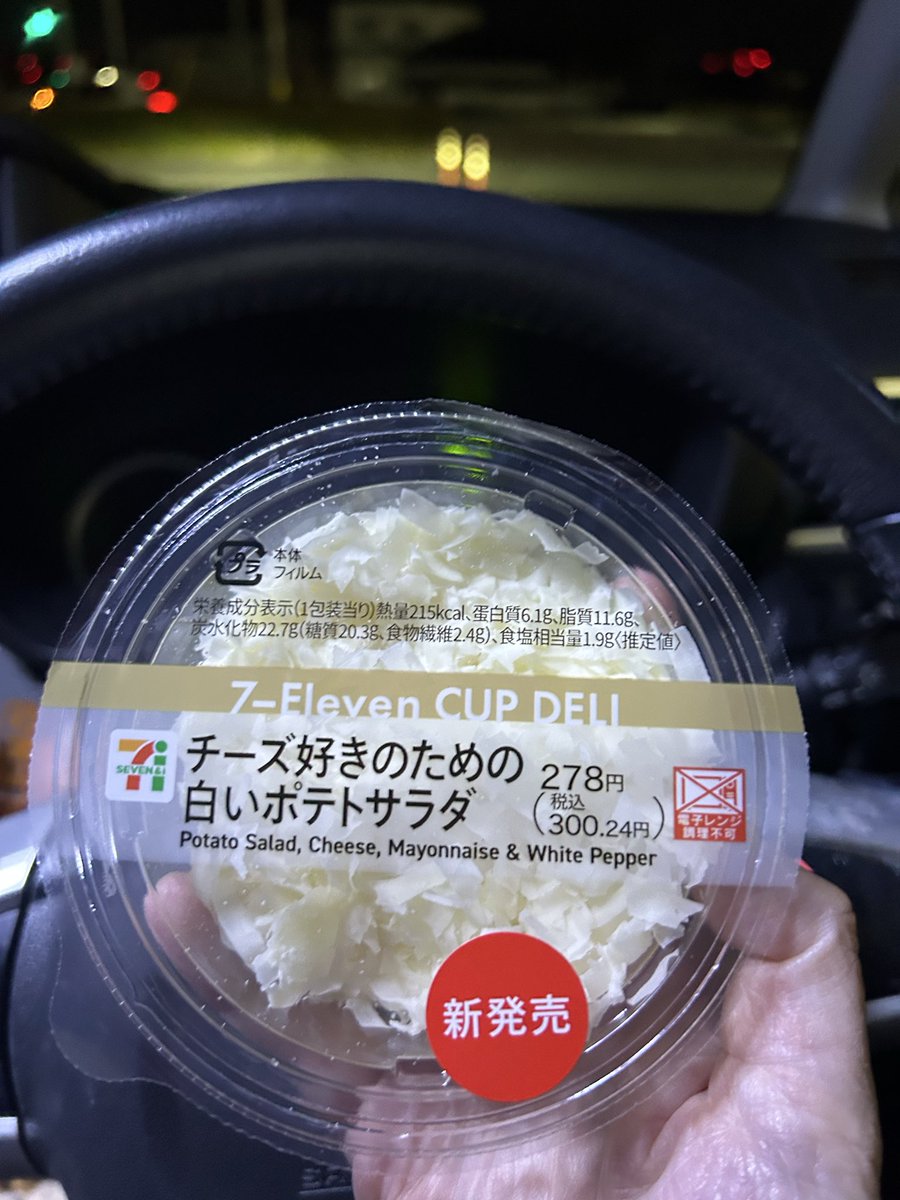 プラ
本体
フィルム
栄養成分表示(1包装当り)熱量215kcal、蛋白質6.1g、脂質11.6g、
炭水化物22.7g(糖質20.3g、食物繊維2.4g)、食塩相当量1.9g〈推定値〉
7-Eleven CUP DELI
SEVEN&i
チーズ好きのための
白いポテトサラダ
278円
(税込
300.24円)
電子レンジ
調理不可
Potato Salad, Cheese, Mayonnaise & White Pepper
新発売